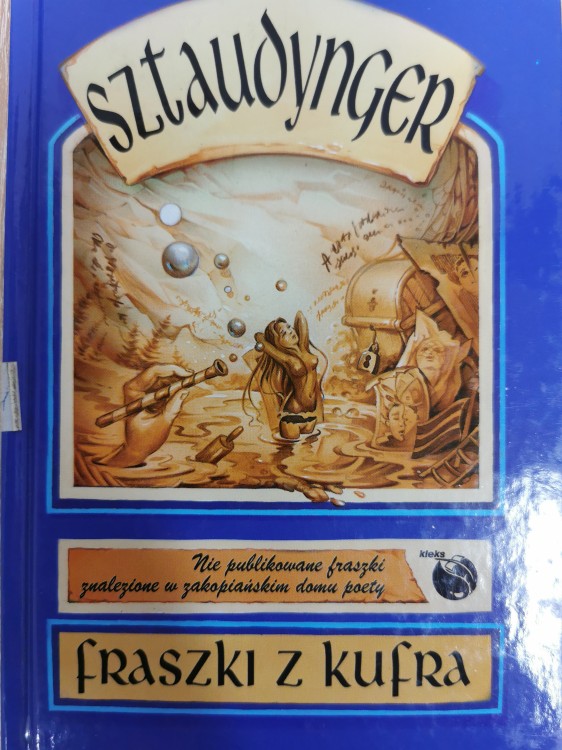 Sztaudynger
Nie publikowane fraszki
znalezione w zakopiańskim domu poety
kleks
fraszki z kufra